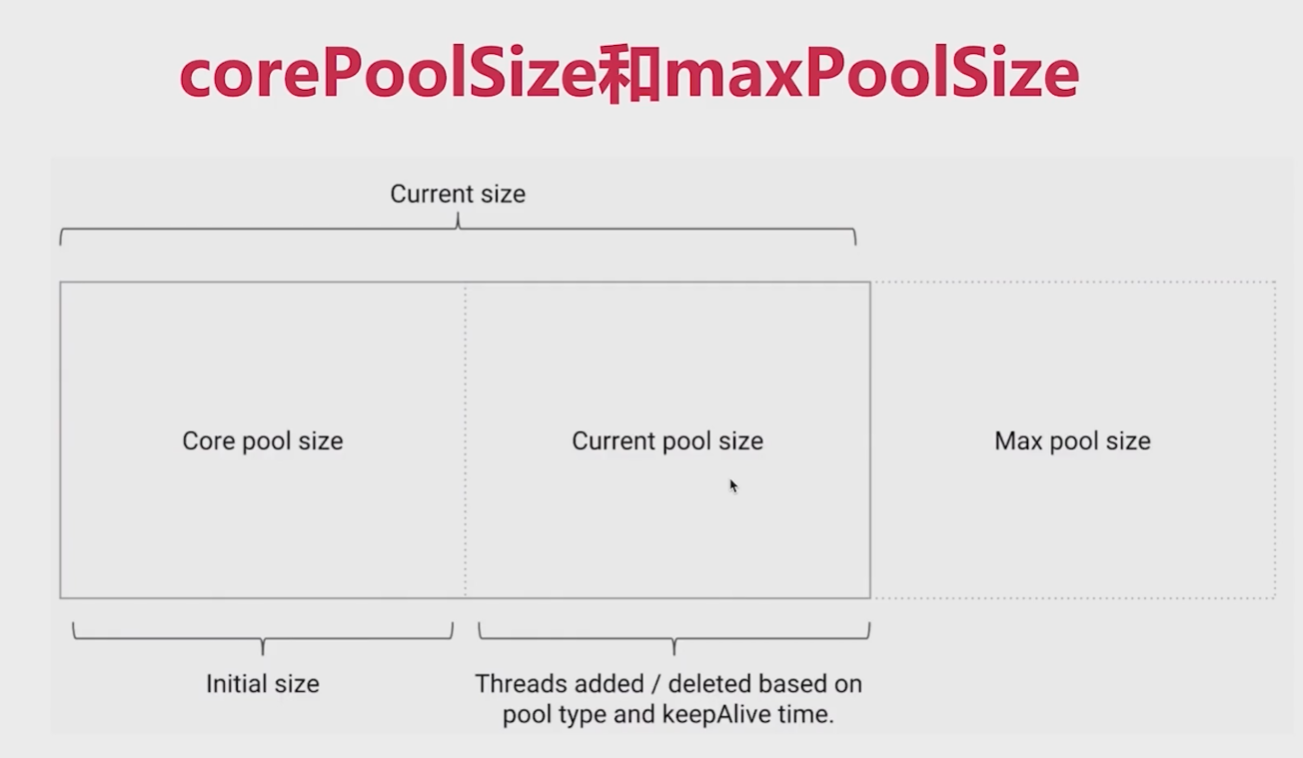 corePoolSize和maxPoolSize
Current size
Core pool size
Current pool size
Max pool size
Initial size
Threads added / deleted based on
pool type and keepAlive time.